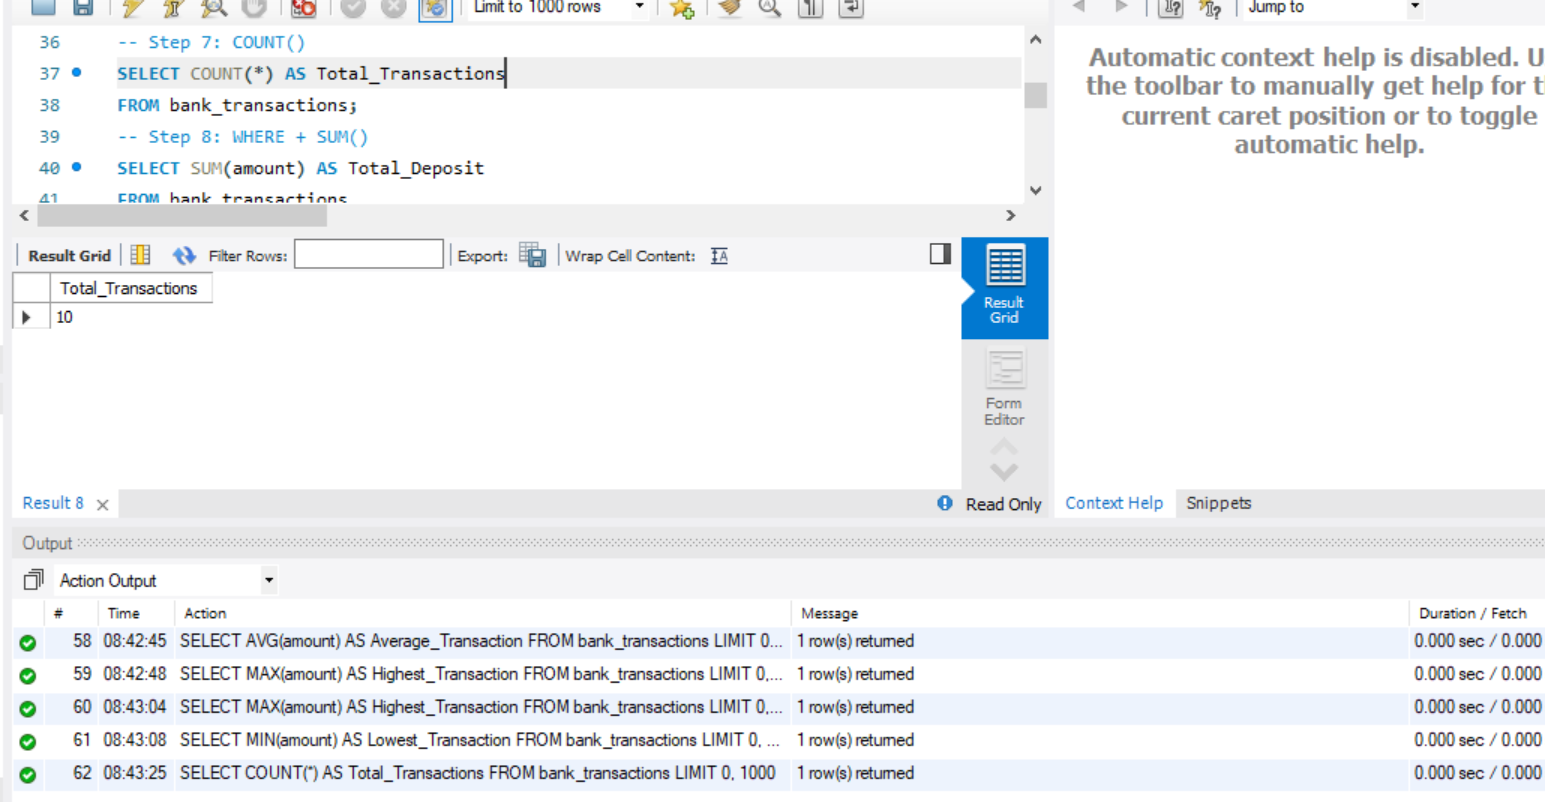 Limit to 1000 rows
Jump to
36 -- Step 7: COUNT()
37 SELECT COUNT(*) AS Total_Transactions
38 FROM bank_transactions;
39 -- Step 8: WHERE + SUM()
40 SELECT SUM(amount) AS Total_Deposit
41 FROM bank_transactions
Automatic context help is disabled. U
the toolbar to manually get help for t
current caret position or to toggle
automatic help.
Result Grid Filter Rows: Export: Wrap Cell Content:
Total_Transactions
10
Result
Grid
Form
Editor
Result 8
Read Only
Context Help Snippets
Output
Action Output
# Time Action Message Duration / Fetch
58 08:42:45 SELECT AVG(amount) AS Average_Transaction FROM bank_transactions LIMIT 0... 1 row(s) returned 0.000 sec / 0.000
59 08:42:48 SELECT MAX(amount) AS Highest_Transaction FROM bank_transactions LIMIT 0,... 1 row(s) returned 0.000 sec / 0.000
60 08:43:04 SELECT MAX(amount) AS Highest_Transaction FROM bank_transactions LIMIT 0,... 1 row(s) returned 0.000 sec / 0.000
61 08:43:08 SELECT MIN(amount) AS Lowest_Transaction FROM bank_transactions LIMIT 0, ... 1 row(s) returned 0.000 sec / 0.000
62 08:43:25 SELECT COUNT(*) AS Total_Transactions FROM bank_transactions LIMIT 0, 1000 1 row(s) returned 0.000 sec / 0.000